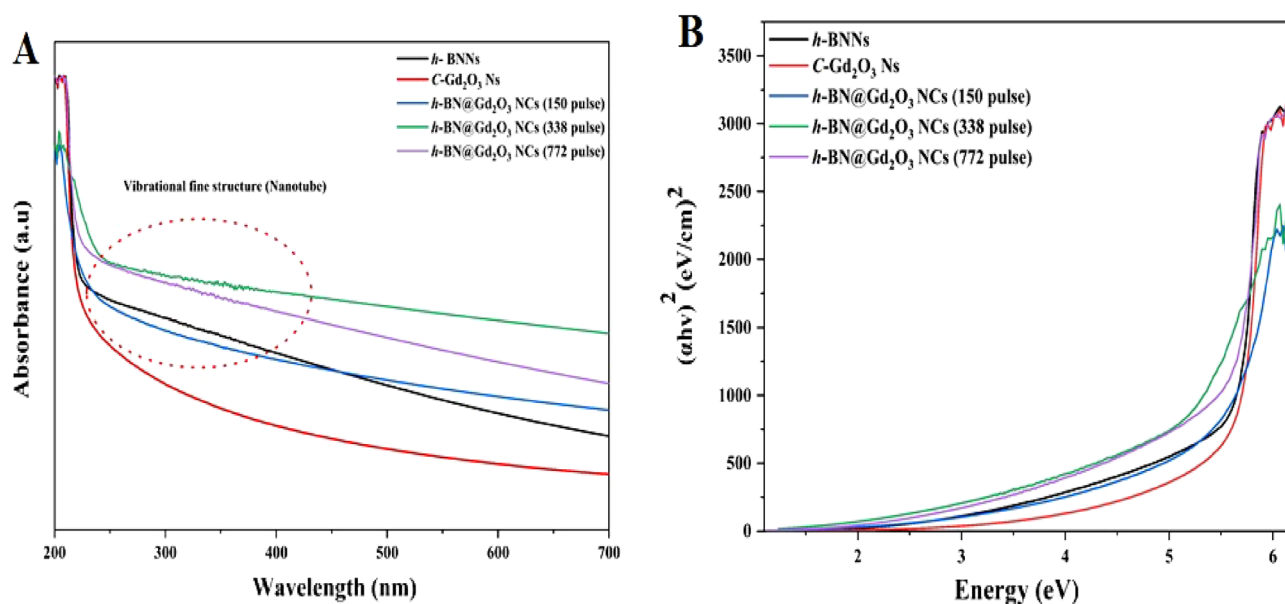 A
h- BNNs
C-Gd₂O₃ Ns
h-BN@Gd₂O₃ NCs (150 pulse)
h-BN@Gd₂O₃ NCs (338 pulse)
h-BN@Gd₂O₃ NCs (772 pulse)
Vibrational fine structure (Nanotube)
Absorbance (a.u)
200 300 400 500 600 700
Wavelength (nm)
B
h-BNNs
C-Gd₂O₃ Ns
h-BN@Gd₂O₃ NCs (150 pulse)
h-BN@Gd₂O₃ NCs (338 pulse)
h-BN@Gd₂O₃ NCs (772 pulse)
(αhν)² (eV/cm)²
3500
3000
2500
2000
1500
1000
500
0
2 3 4 5 6
Energy (eV)